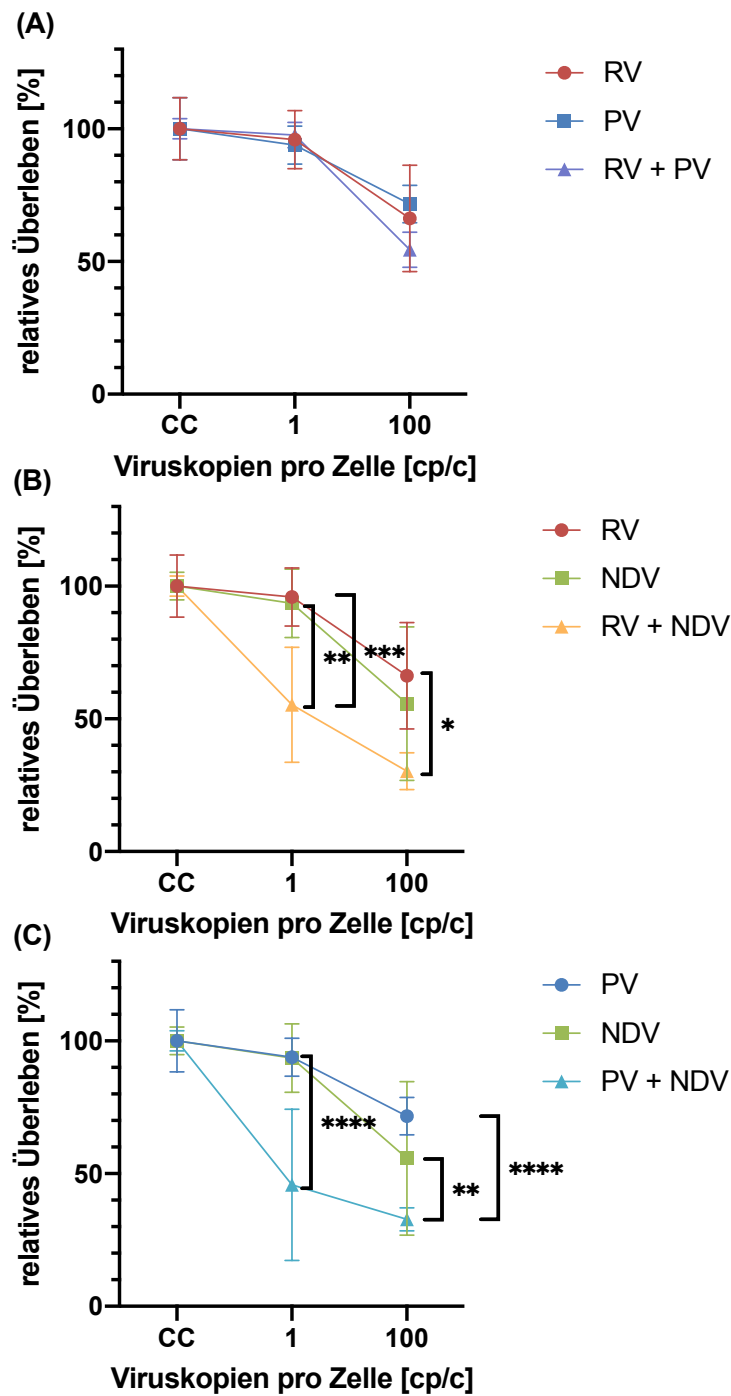 (A)
relatives Überleben [%]
100
50
0
CC 1 100
Viruskopien pro Zelle [cp/c]
RV
PV
RV + PV
(B)
relatives Überleben [%]
100
50
0
CC 1 100
Viruskopien pro Zelle [cp/c]
RV
NDV
RV + NDV
**
***
*
(C)
relatives Überleben [%]
100
50
0
CC 1 100
Viruskopien pro Zelle [cp/c]
PV
NDV
PV + NDV
****
**
****